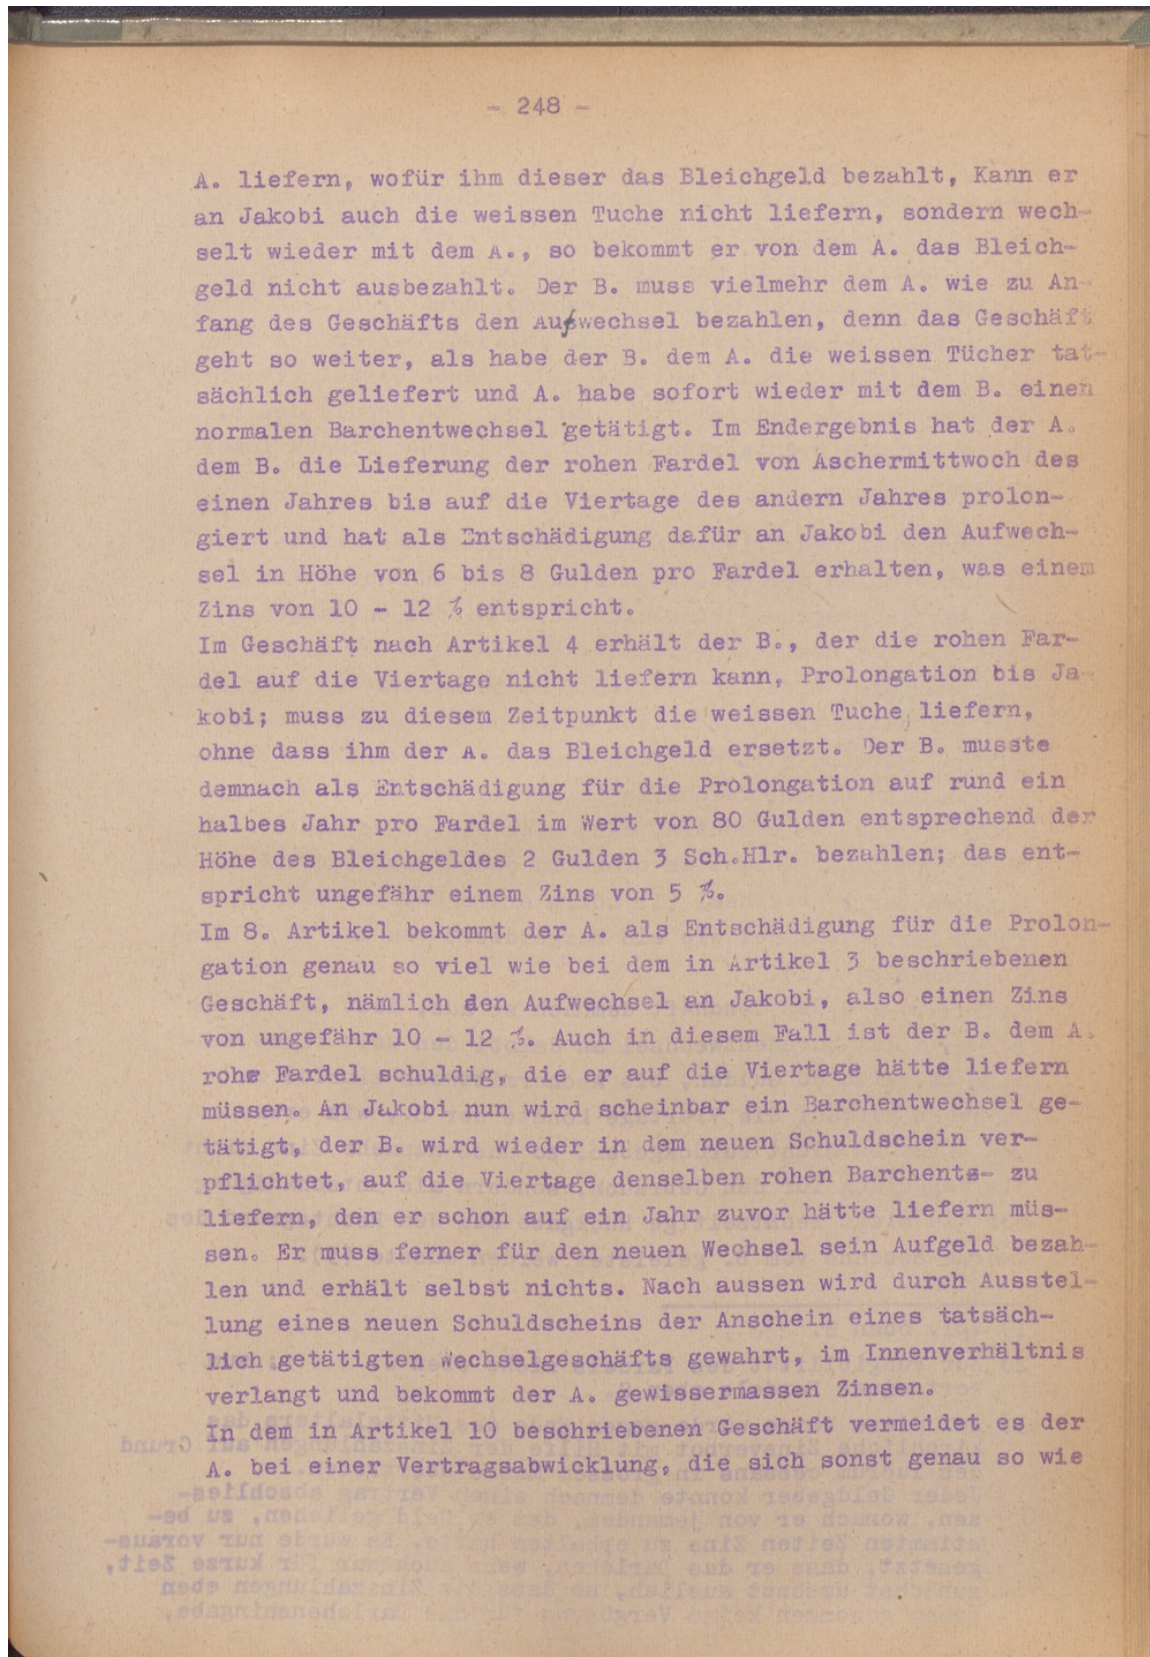 - 248 -
A. liefern, wofür ihm dieser das Bleichgeld bezahlt, Kann er
an Jakobi auch die weissen Tuche nicht liefern, sondern wech-
selt wieder mit dem A., so bekommt er von dem A. das Bleich-
geld nicht ausbezahlt. Der B. muss vielmehr dem A. wie zu An-
fang des Geschäfts den Aufwechsel bezahlen, denn das Geschäft
geht so weiter, als habe der B. dem A. die weissen Tücher tat-
sächlich geliefert und A. habe sofort wieder mit dem B. einen
normalen Barchentwechsel getätigt. Im Endergebnis hat der A.
dem B. die Lieferung der rohen Fardel von Aschermittwoch des
einen Jahres bis auf die Viertage des andern Jahres prolon-
giert und hat als Entschädigung dafür an Jakobi den Aufwech-
sel in Höhe von 6 bis 8 Gulden pro Fardel erhalten, was einem
Zins von 10 - 12 % entspricht.
Im Geschäft nach Artikel 4 erhält der B., der die rohen Far-
del auf die Viertage nicht liefern kann, Prolongation bis Ja-
kobi; muss zu diesem Zeitpunkt die weissen Tuche liefern,
ohne dass ihm der A. das Bleichgeld ersetzt. Der B. musste
demnach als Entschädigung für die Prolongation auf rund ein
halbes Jahr pro Fardel im Wert von 80 Gulden entsprechend der
Höhe des Bleichgeldes 2 Gulden 3 Sch.Hlr. bezahlen; das ent-
spricht ungefähr einem Zins von 5 %.
Im 8. Artikel bekommt der A. als Entschädigung für die Prolon-
gation genau so viel wie bei dem in Artikel 3 beschriebenen
Geschäft, nämlich den Aufwechsel an Jakobi, also einen Zins
von ungefähr 10 - 12 %. Auch in diesem Fall ist der B. dem A.
rohe Fardel schuldig, die er auf die Viertage hätte liefern
müssen. An Jakobi nun wird scheinbar ein Barchentwechsel ge-
tätigt, der B. wird wieder in dem neuen Schuldschein ver-
pflichtet, auf die Viertage denselben rohen Barchents- zu
liefern, den er schon auf ein Jahr zuvor hätte liefern müs-
sen. Er muss ferner für den neuen Wechsel sein Aufgeld bezah-
len und erhält selbst nichts. Nach aussen wird durch Ausstel-
lung eines neuen Schuldscheins der Anschein eines tatsäch-
lich getätigten Wechselgeschäfts gewahrt, im Innenverhältnis
verlangt und bekommt der A. gewissermassen Zinsen.
In dem in Artikel 10 beschriebenen Geschäft vermeidet es der
A. bei einer Vertragsabwicklung, die sich sonst genau so wie